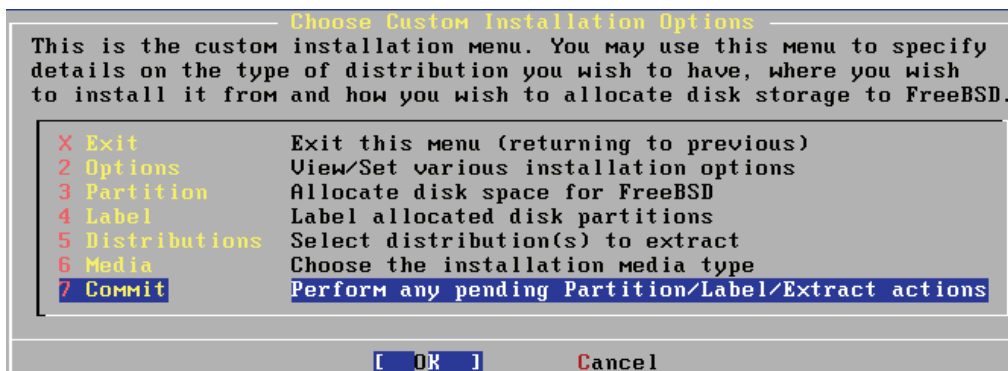 Choose Custom Installation Options
This is the custom installation menu. You may use this menu to specify
details on the type of distribution you wish to have, where you wish
to install it from and how you wish to allocate disk storage to FreeBSD.
X Exit Exit this menu (returning to previous)
2 Options View/Set various installation options
3 Partition Allocate disk space for FreeBSD
4 Label Label allocated disk partitions
5 Distributions Select distribution(s) to extract
6 Media Choose the installation media type
7 Commit Perform any pending Partition/Label/Extract actions
[ OK ] Cancel